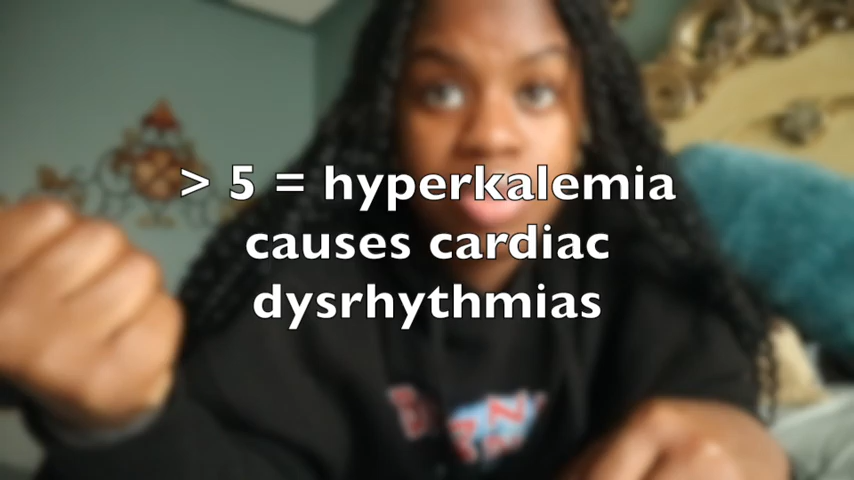 > 5 = hyperkalemia
causes cardiac
dysrhythmias